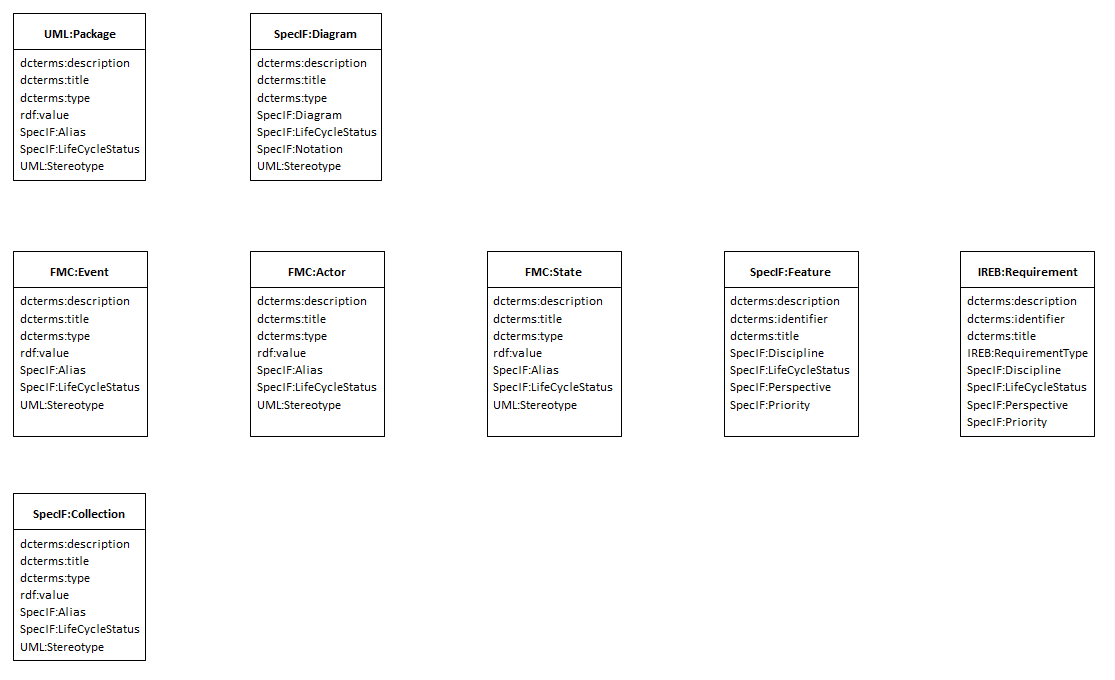 UML:Package
dcterms:description
dcterms:title
dcterms:type
rdf:value
SpecIF:Alias
SpecIF:LifeCycleStatus
UML:Stereotype
SpecIF:Diagram
dcterms:description
dcterms:title
dcterms:type
SpecIF:Diagram
SpecIF:LifeCycleStatus
SpecIF:Notation
UML:Stereotype
FMC:Event
dcterms:description
dcterms:title
dcterms:type
rdf:value
SpecIF:Alias
SpecIF:LifeCycleStatus
UML:Stereotype
FMC:Actor
dcterms:description
dcterms:title
dcterms:type
rdf:value
SpecIF:Alias
SpecIF:LifeCycleStatus
UML:Stereotype
FMC:State
dcterms:description
dcterms:title
dcterms:type
rdf:value
SpecIF:Alias
SpecIF:LifeCycleStatus
UML:Stereotype
SpecIF:Feature
dcterms:description
dcterms:identifier
dcterms:title
SpecIF:Discipline
SpecIF:LifeCycleStatus
SpecIF:Perspective
SpecIF:Priority
IREB:Requirement
dcterms:description
dcterms:identifier
dcterms:title
IREB:RequirementType
SpecIF:Discipline
SpecIF:LifeCycleStatus
SpecIF:Perspective
SpecIF:Priority
SpecIF:Collection
dcterms:description
dcterms:title
dcterms:type
rdf:value
SpecIF:Alias
SpecIF:LifeCycleStatus
UML:Stereotype